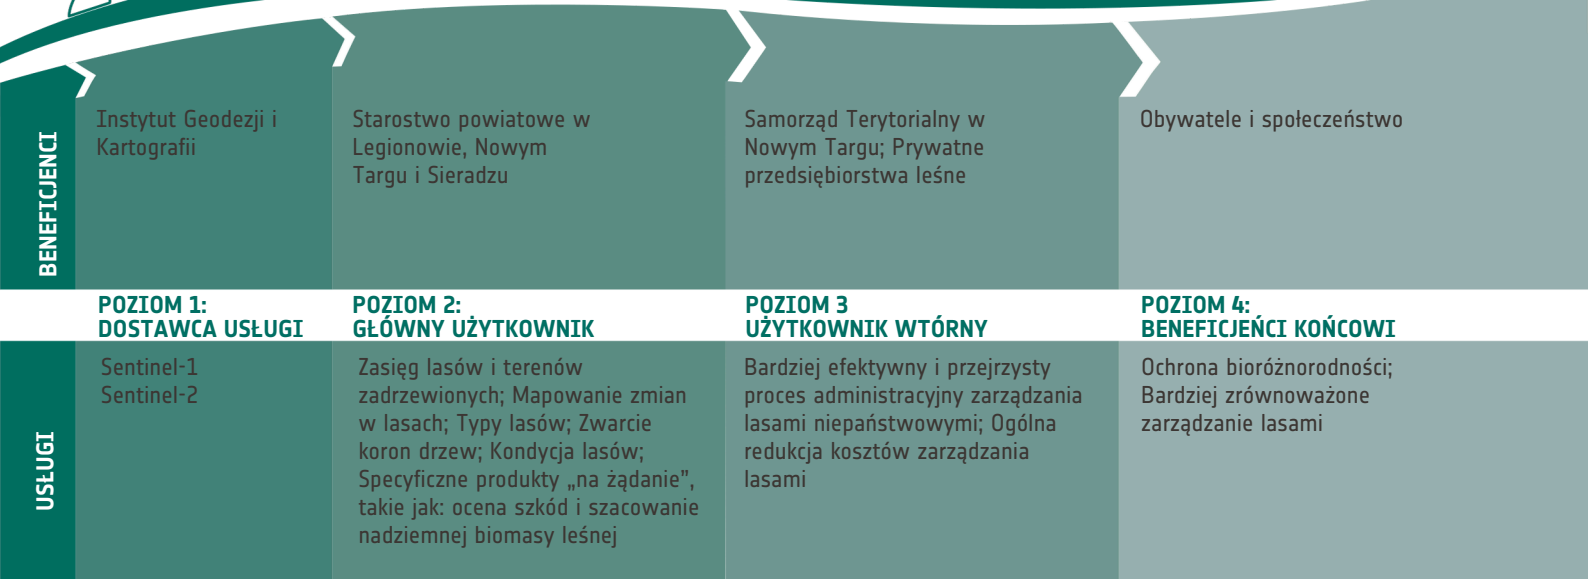 BENEFICJENCI
Instytut Geodezji i
Kartografii
Starostwo powiatowe w
Legionowie, Nowym
Targu i Sieradzu
Samorząd Terytorialny w
Nowym Targu; Prywatne
przedsiębiorstwa leśne
Obywatele i społeczeństwo
POZIOM 1:
DOSTAWCA USŁUGI
POZIOM 2:
GŁÓWNY UŻYTKOWNIK
POZIOM 3
UŻYTKOWNIK WTÓRNY
POZIOM 4:
BENEFICJEŃCI KOŃCOWI
USŁUGI
Sentinel-1
Sentinel-2
Zasięg lasów i terenów
zadrzewionych; Mapowanie zmian
w lasach; Typy lasów; Zwarcie
koron drzew; Kondycja lasów;
Specyficzne produkty „na żądanie”,
takie jak: ocena szkód i szacowanie
nadziemnej biomasy leśnej
Bardziej efektywny i przejrzysty
proces administracyjny zarządzania
lasami niepaństwowymi; Ogólna
redukcja kosztów zarządzania
lasami
Ochrona bioróżnorodności;
Bardziej zrównoważone
zarządzanie lasami